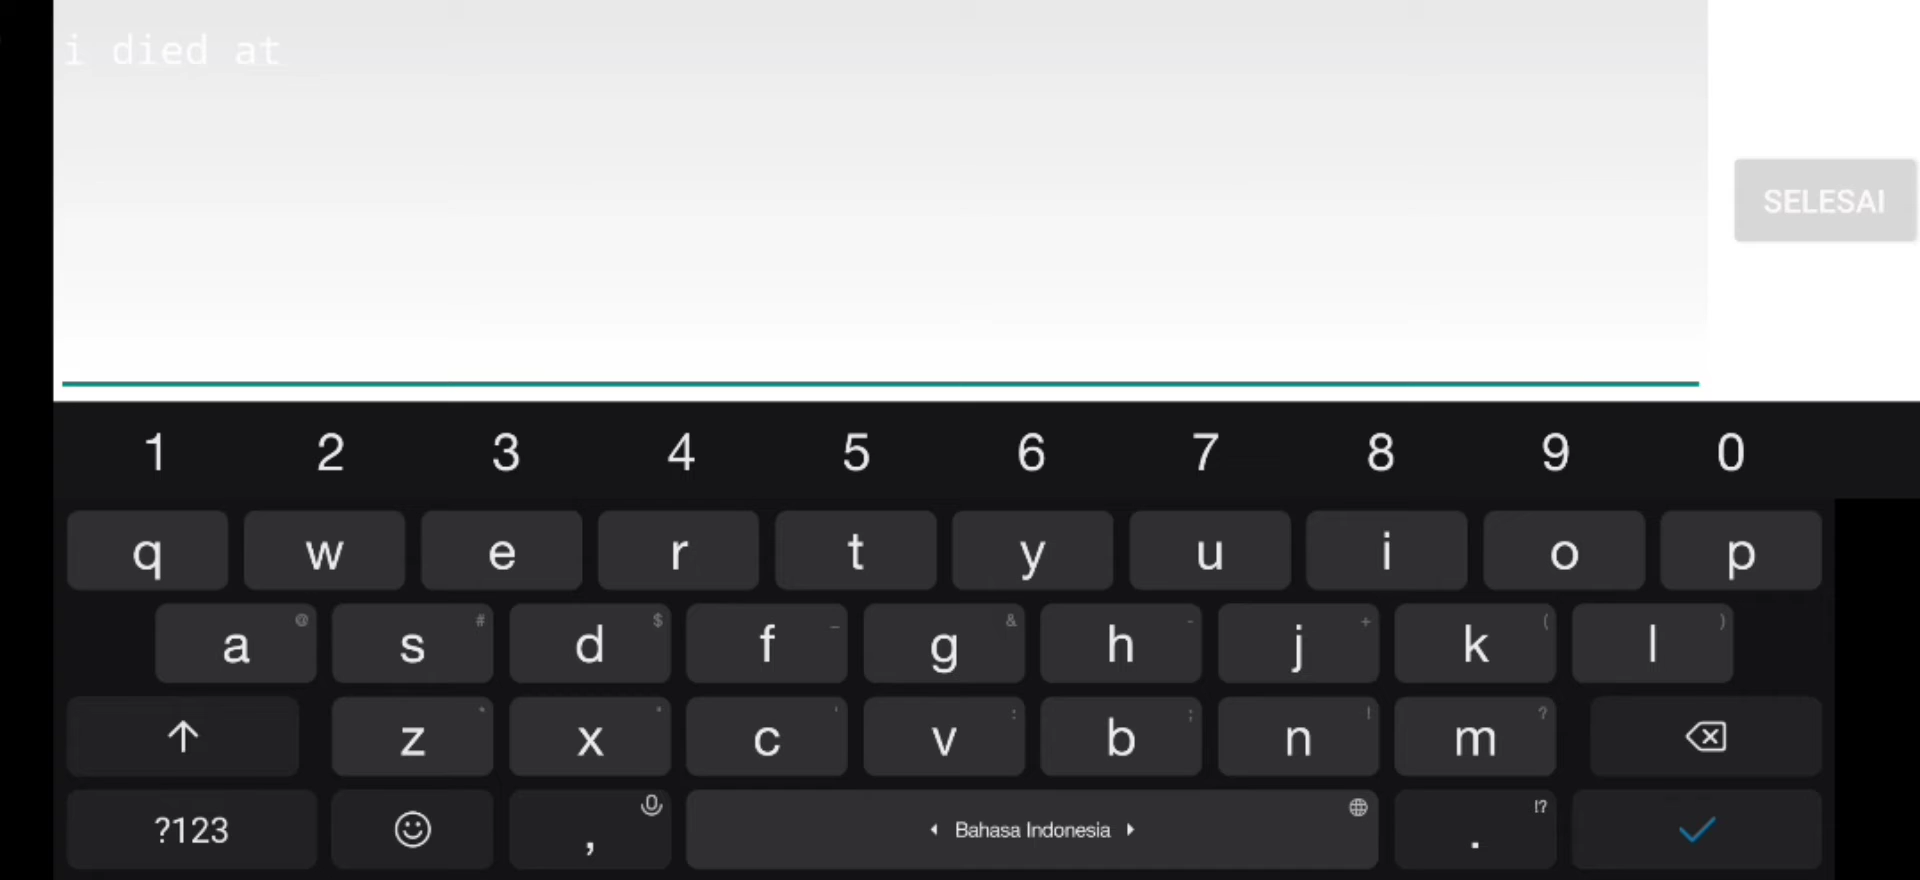 i died at
SELESAI
1 2 3 4 5 6 7 8 9 0
q w e r t y u i o p
@ # $ _ & - + ( )
a s d f g h j k l
' : ; ! ?
z x c v b n m
!?
?123 , Bahasa Indonesia .